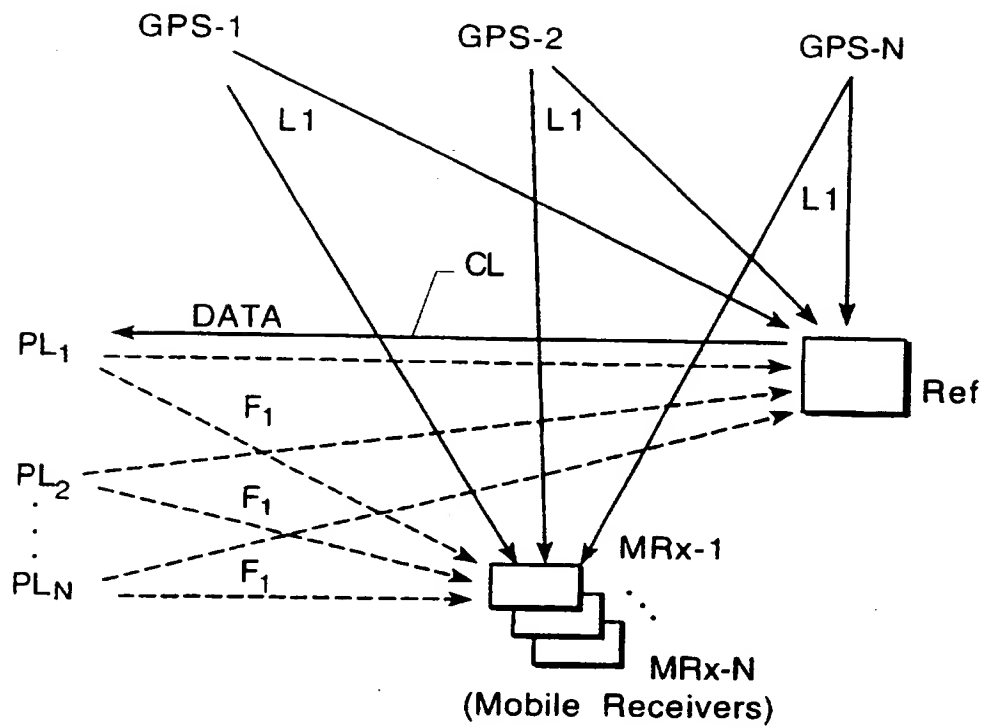 GPS-1
GPS-2
GPS-N
L1
L1
L1
CL
DATA
PL₁
Ref
F₁
PL₂
F₁
PL_N
F₁
MRx-1
MRx-N
(Mobile Receivers)